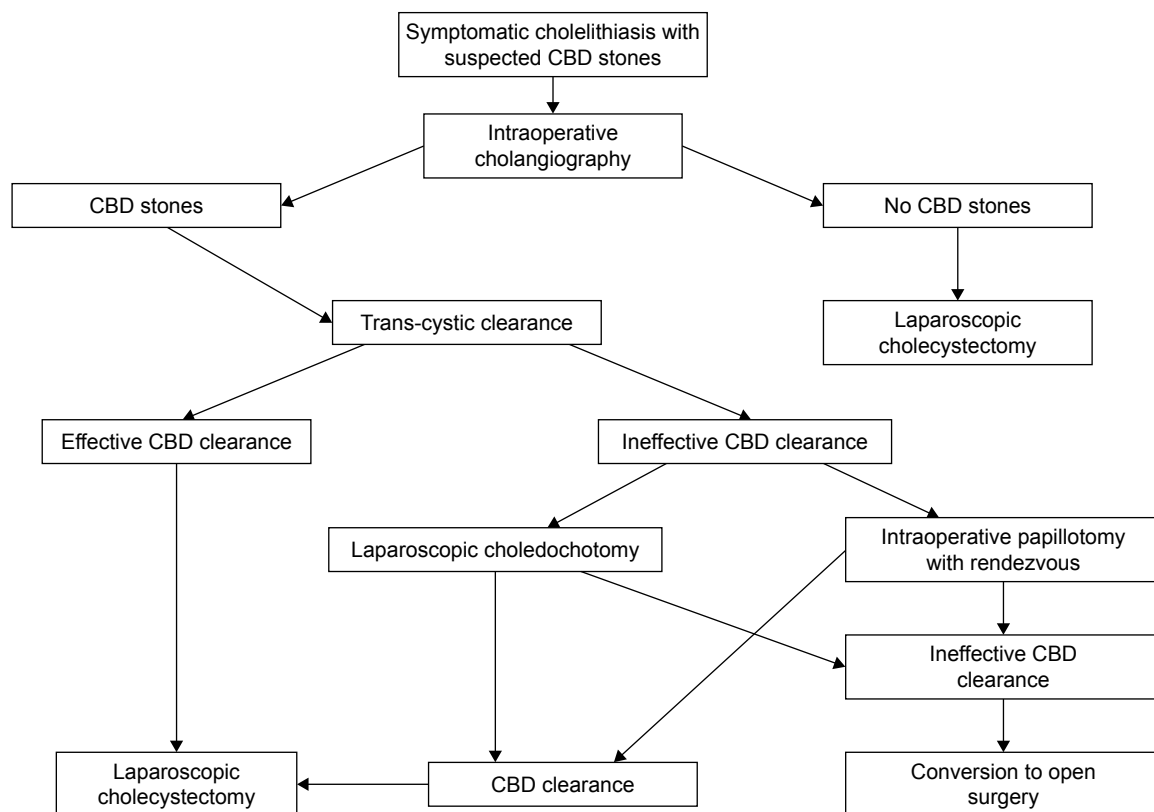 Symptomatic cholelithiasis with
suspected CBD stones
Intraoperative
cholangiography
CBD stones
No CBD stones
Trans-cystic clearance
Laparoscopic
cholecystectomy
Effective CBD clearance
Ineffective CBD clearance
Laparoscopic choledochotomy
Intraoperative papillotomy
with rendezvous
Ineffective CBD
clearance
Laparoscopic
cholecystectomy
CBD clearance
Conversion to open
surgery